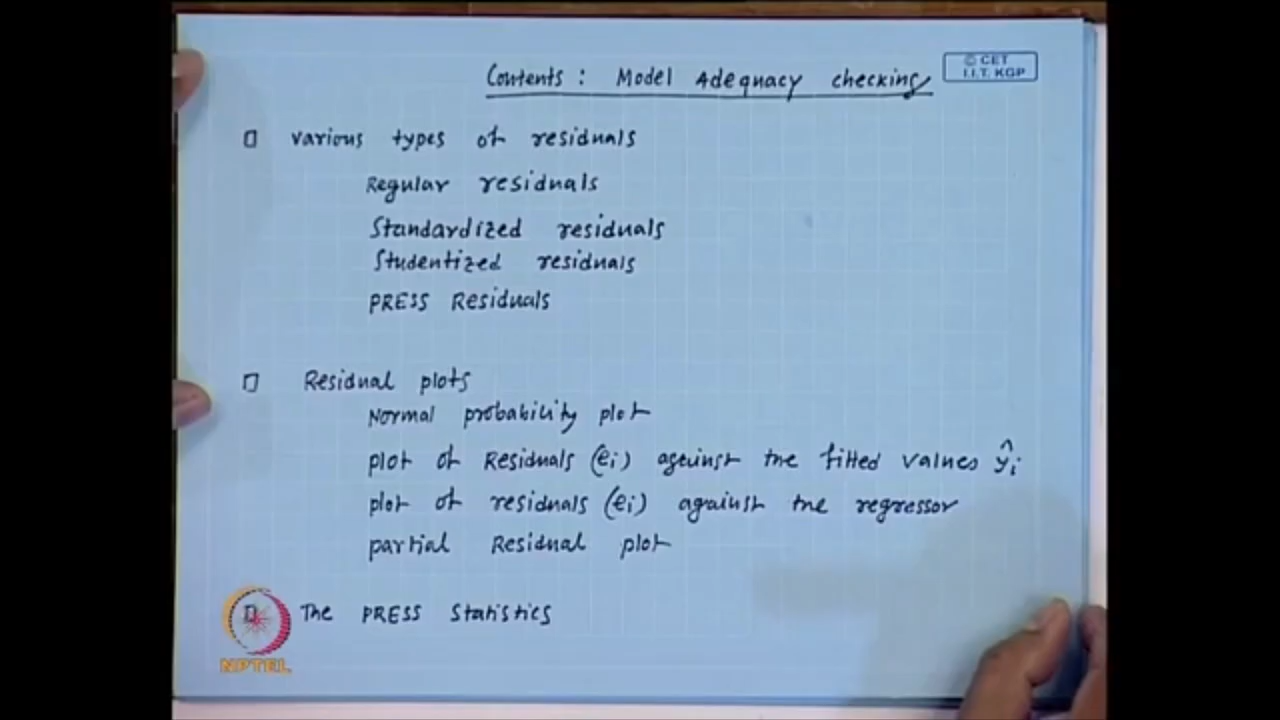 Contents : Model Adequacy checking
© CET
I.I.T. KGP
various types of residuals
Regular residuals
Standardized residuals
Studentized residuals
PRESS Residuals
Residual plots
Normal probability plot
plot of Residuals (ei) against the fitted values ŷi
plot of residuals (ei) against the regressor
partial Residual plot
The PRESS Statistics
NPTEL